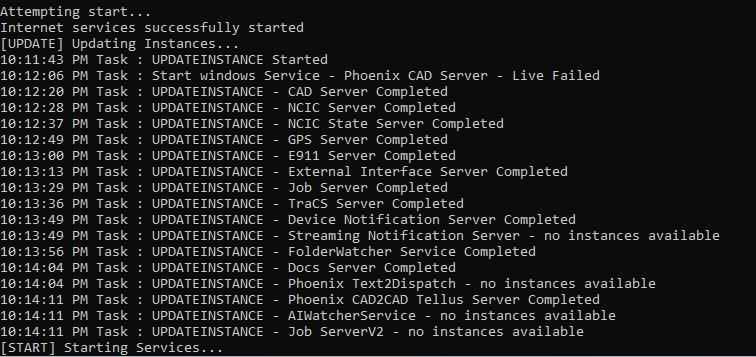 Attempting start...
Internet services successfully started
[UPDATE] Updating Instances...
10:11:43 PM Task : UPDATEINSTANCE Started
10:12:06 PM Task : Start windows Service - Phoenix CAD Server - Live Failed
10:12:20 PM Task : UPDATEINSTANCE - CAD Server Completed
10:12:28 PM Task : UPDATEINSTANCE - NCIC Server Completed
10:12:37 PM Task : UPDATEINSTANCE - NCIC State Server Completed
10:12:49 PM Task : UPDATEINSTANCE - GPS Server Completed
10:13:00 PM Task : UPDATEINSTANCE - E911 Server Completed
10:13:13 PM Task : UPDATEINSTANCE - External Interface Server Completed
10:13:29 PM Task : UPDATEINSTANCE - Job Server Completed
10:13:36 PM Task : UPDATEINSTANCE - TraCS Server Completed
10:13:49 PM Task : UPDATEINSTANCE - Device Notification Server Completed
10:13:49 PM Task : UPDATEINSTANCE - Streaming Notification Server - no instances available
10:13:56 PM Task : UPDATEINSTANCE - FolderWatcher Service Completed
10:14:04 PM Task : UPDATEINSTANCE - Docs Server Completed
10:14:04 PM Task : UPDATEINSTANCE - Phoenix Text2Dispatch - no instances available
10:14:11 PM Task : UPDATEINSTANCE - Phoenix CAD2CAD Tellus Server Completed
10:14:11 PM Task : UPDATEINSTANCE - AIWatcherService - no instances available
10:14:11 PM Task : UPDATEINSTANCE - Job ServerV2 - no instances available
[START] Starting Services...